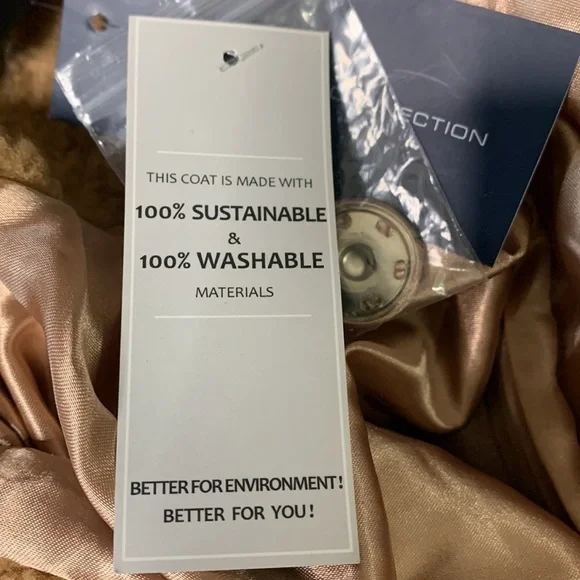 THIS COAT IS MADE WITH
100% SUSTAINABLE
&
100% WASHABLE
MATERIALS
BETTER FOR ENVIRONMENT!
BETTER FOR YOU!
ECTION